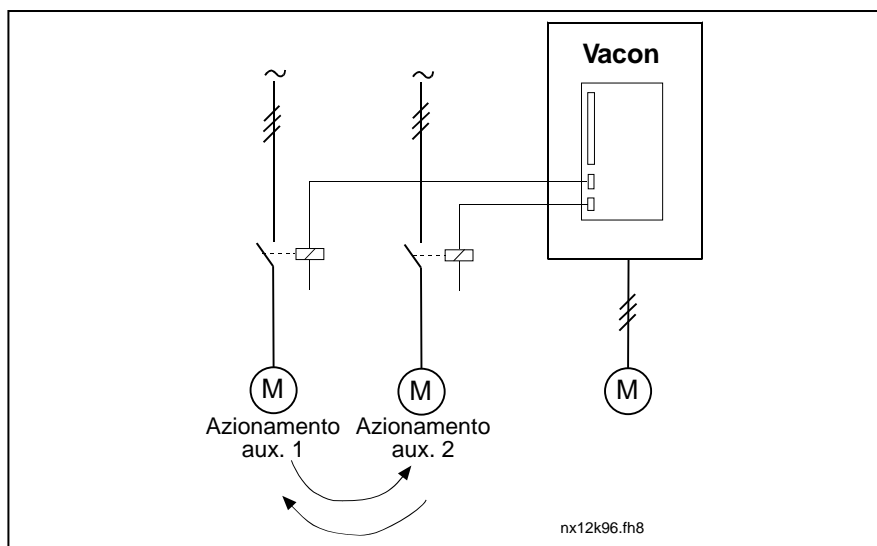 Vacon
~
~
M
M
M
Azionamento
aux. 1
Azionamento
aux. 2
nx12k96.fh8